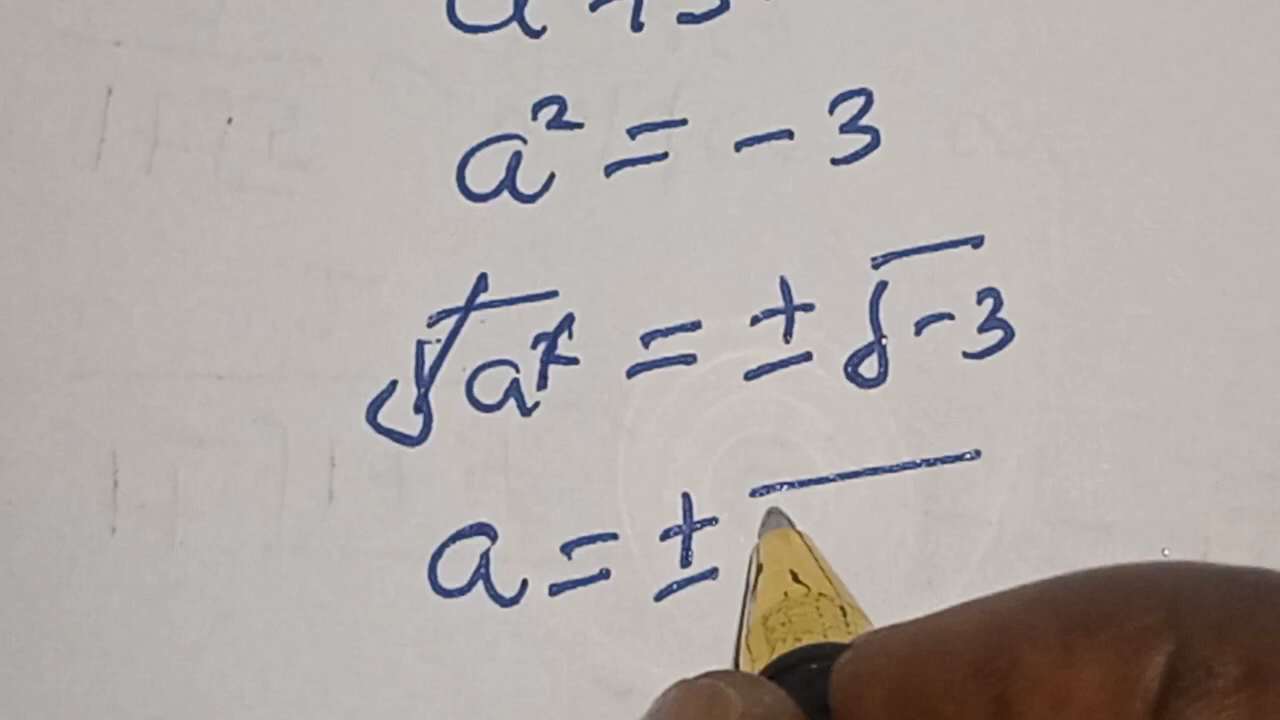 a² = - 3
√a² = ± √-3
a = ±